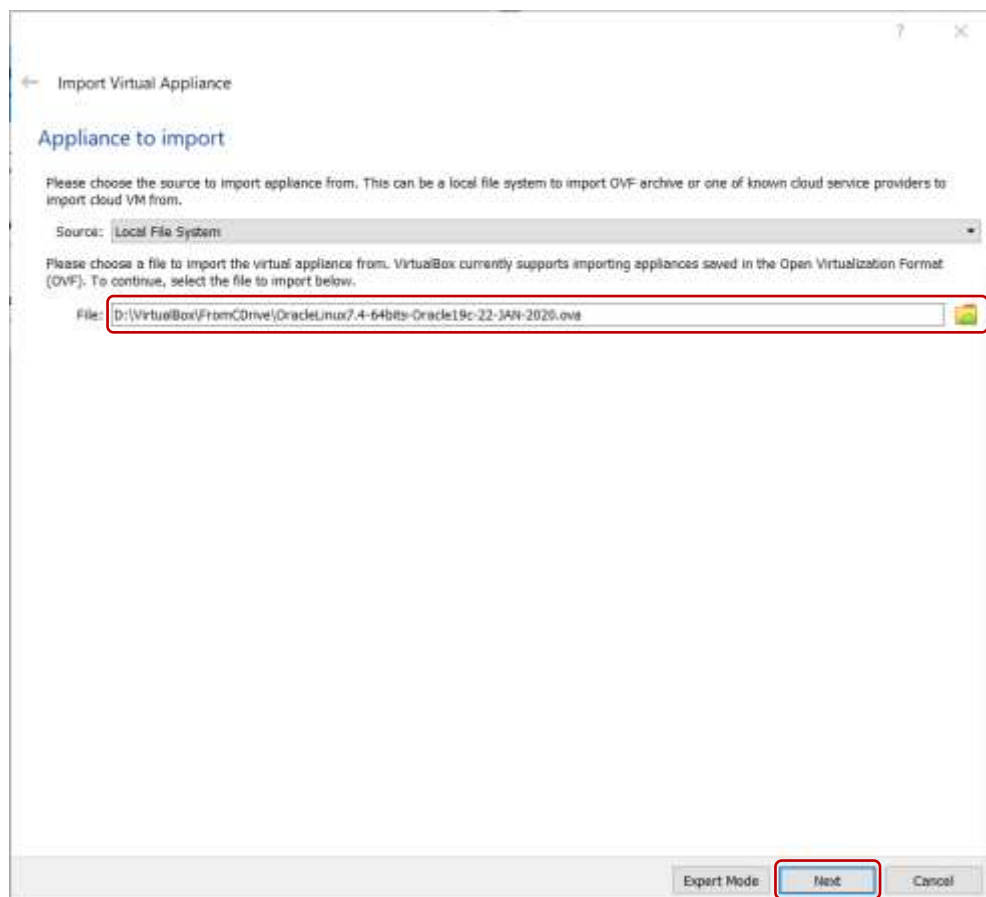 ?
Import Virtual Appliance
Appliance to import
Please choose the source to import appliance from. This can be a local file system to import OVF archive or one of known cloud service providers to
import cloud VM from.
Source: Local File System
Please choose a file to import the virtual appliance from. VirtualBox currently supports importing appliances saved in the Open Virtualization Format
(OVF). To continue, select the file to import below.
File: D:\VirtualBox\FromCDrive\OracleLinux7.4-64bits-Oracle19c-22-JAN-2020.ova
Expert Mode Next Cancel